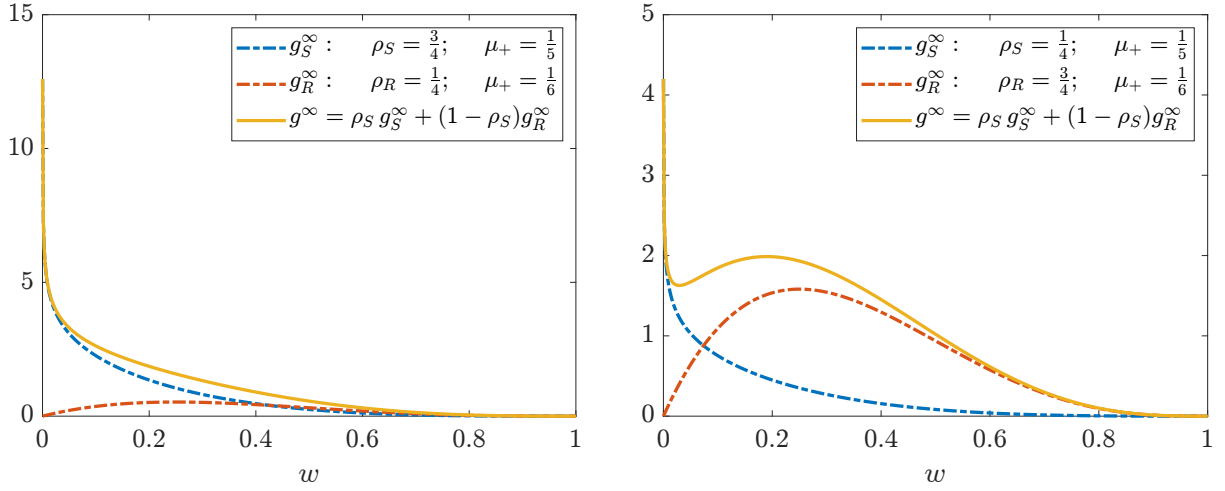 15
10
5
0
0 0.2 0.4 0.6 0.8 1
w
g_S^∞ : ρ_S = 3/4; μ_+ = 1/5
g_R^∞ : ρ_R = 1/4; μ_+ = 1/6
g^∞ = ρ_S g_S^∞ + (1 − ρ_S)g_R^∞
5
4
3
2
1
0
0 0.2 0.4 0.6 0.8 1
w
g_S^∞ : ρ_S = 1/4; μ_+ = 1/5
g_R^∞ : ρ_R = 3/4; μ_+ = 1/6
g^∞ = ρ_S g_S^∞ + (1 − ρ_S)g_R^∞